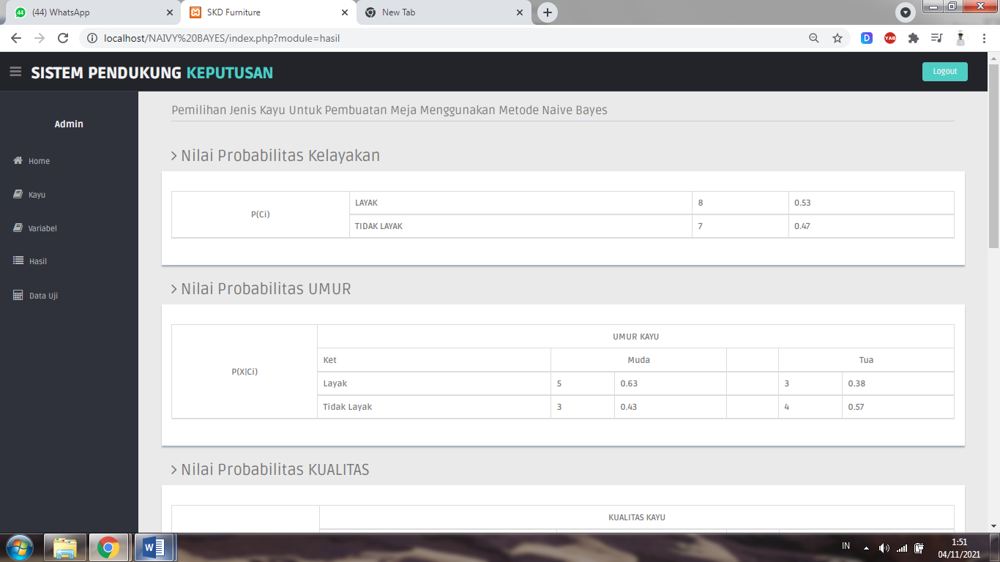 (44) WhatsApp
SKD Furniture
New Tab
localhost/NAIVY%20BAYES/index.php?module=hasil
SISTEM PENDUKUNG KEPUTUSAN
Logout
Admin
Home
Kayu
Variabel
Hasil
Data Uji
Pemilihan Jenis Kayu Untuk Pembuatan Meja Menggunakan Metode Naive Bayes
Nilai Probabilitas Kelayakan
P(Ci)
LAYAK 8 0.53
TIDAK LAYAK 7 0.47
Nilai Probabilitas UMUR
P(X|Ci)
UMUR KAYU
Ket Muda Tua
Layak 5 0.63 3 0.38
Tidak Layak 3 0.43 4 0.57
Nilai Probabilitas KUALITAS
KUALITAS KAYU
IN
1:51
04/11/2021